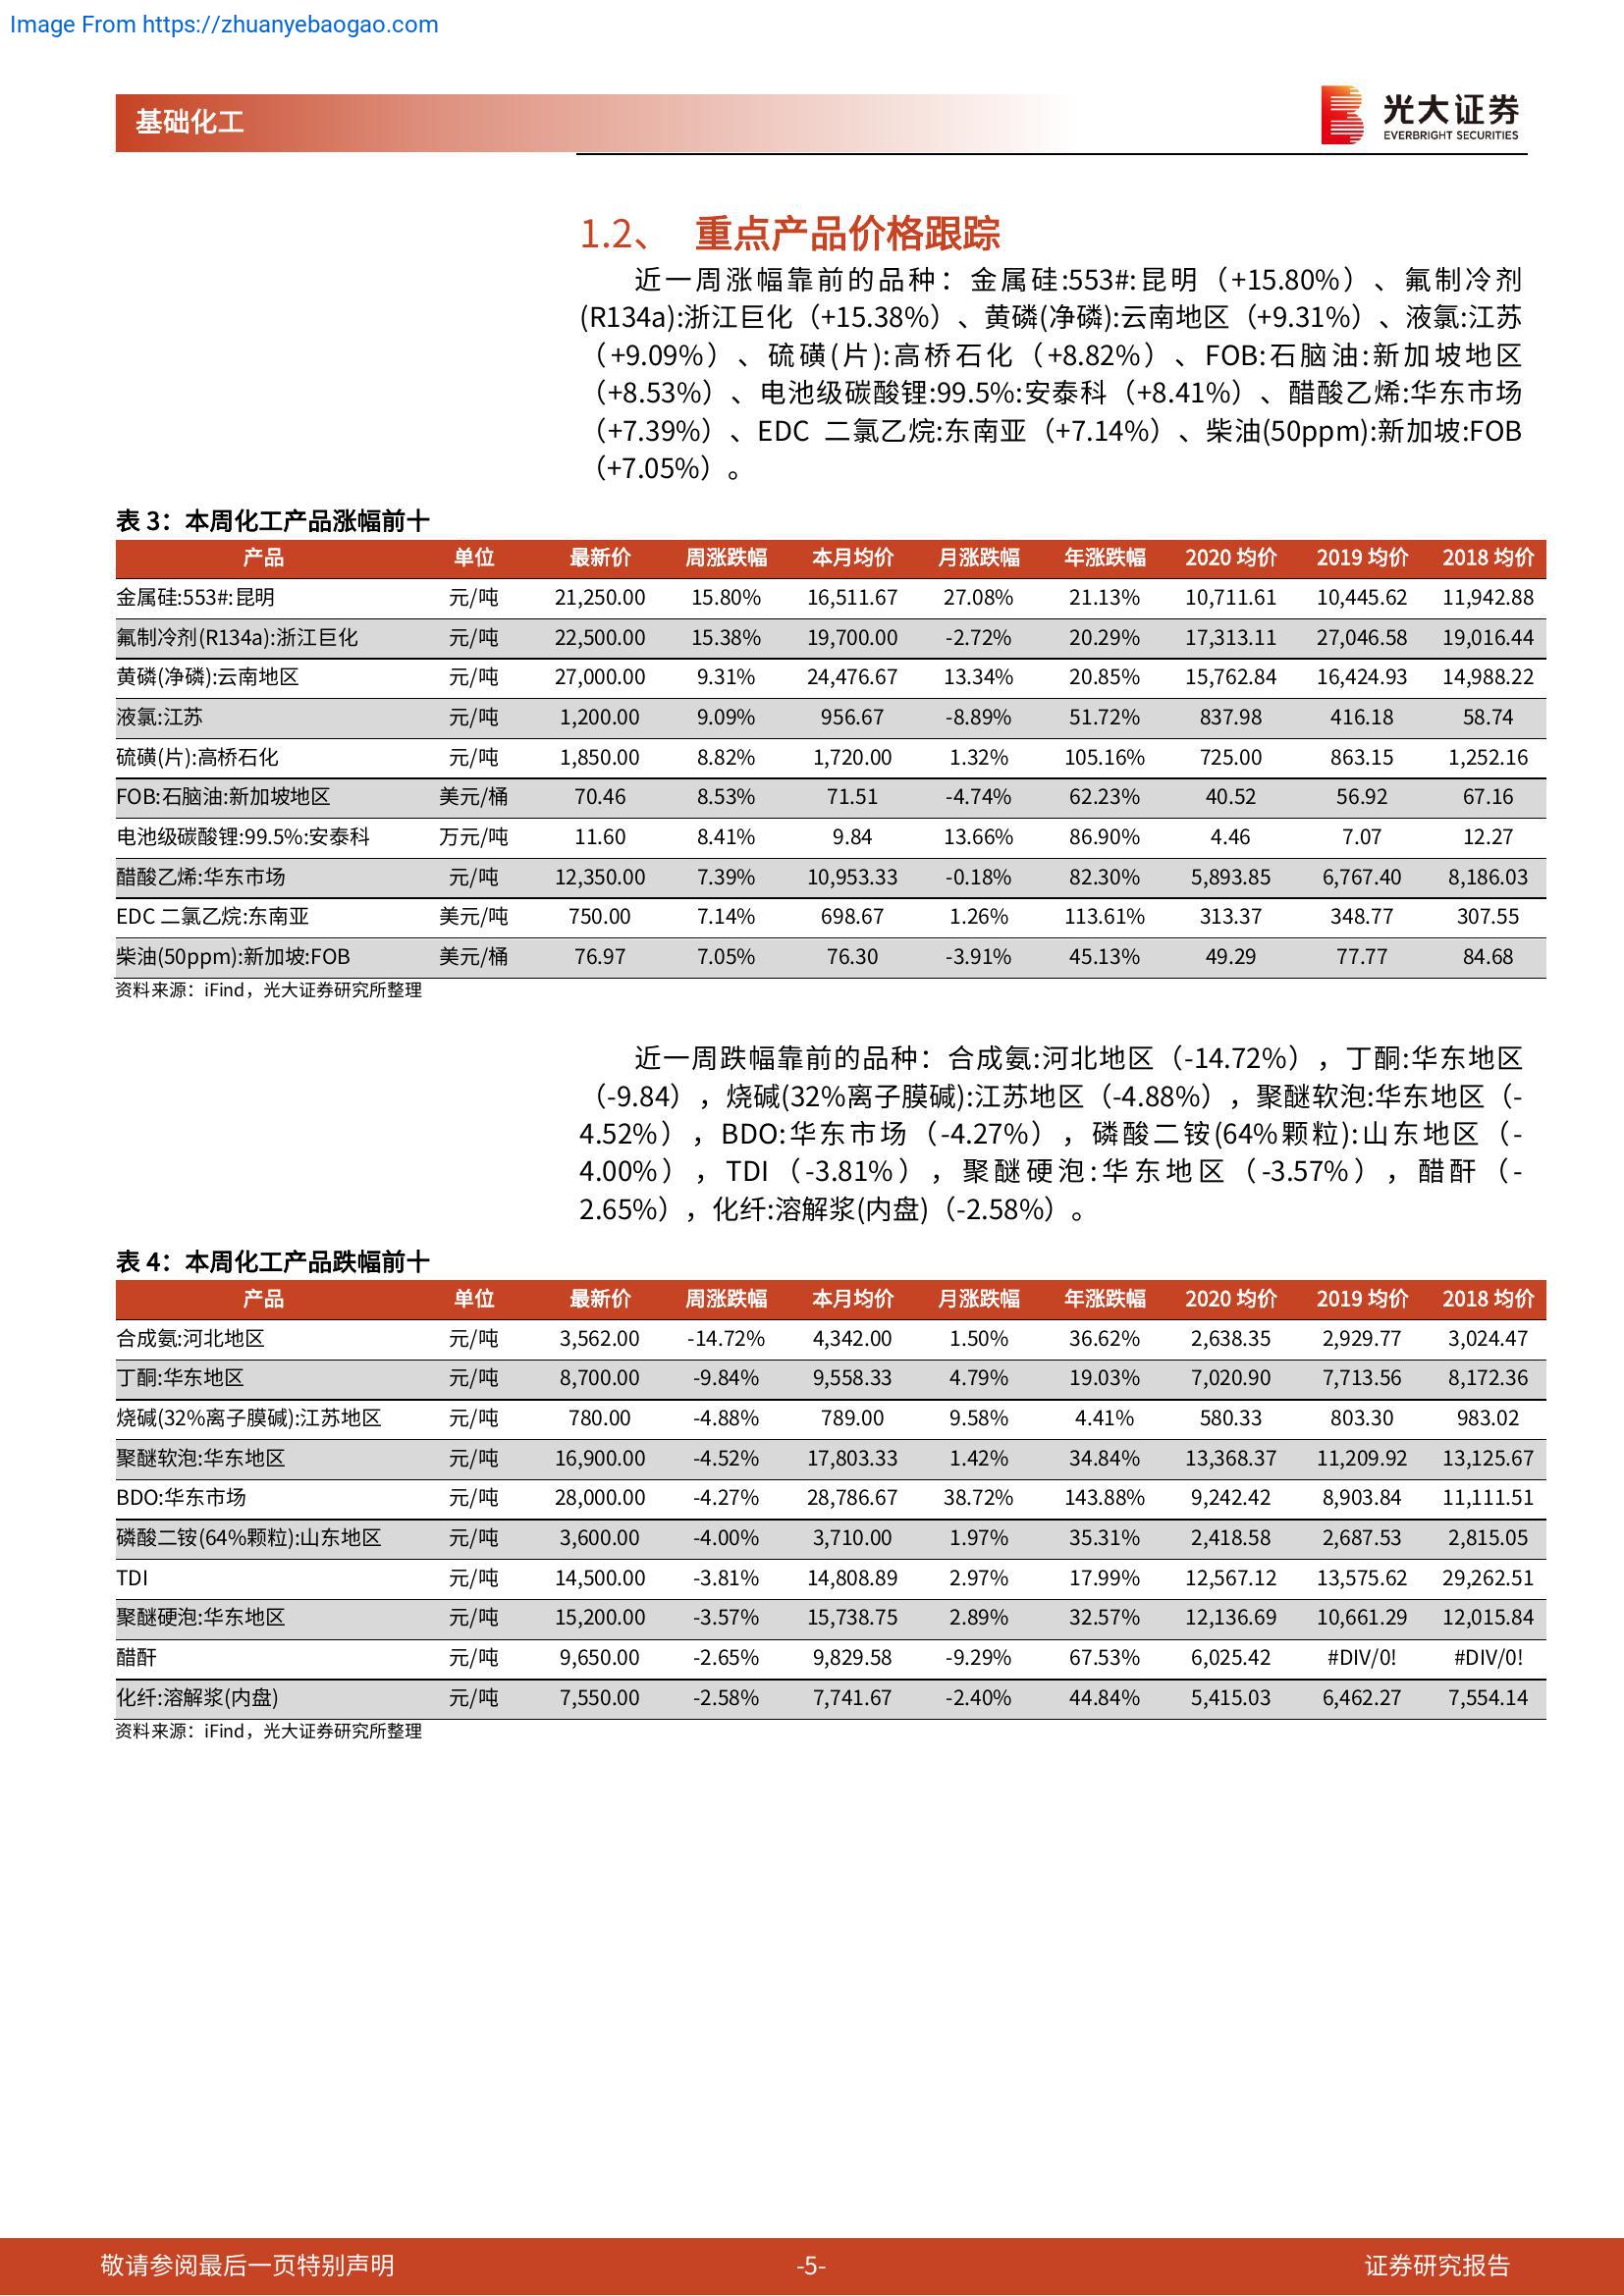 Image From https://zhuanyebaogao.com
基础化工
光大证券
EVERBRIGHT SECURITIES
1.2、 重点产品价格跟踪
近一周涨幅靠前的品种：金属硅:553#:昆明（+15.80%）、氟制冷剂
(R134a):浙江巨化（+15.38%）、黄磷(净磷):云南地区（+9.31%）、液氯:江苏
（+9.09%）、硫磺(片):高桥石化（+8.82%）、FOB:石脑油:新加坡地区
（+8.53%）、电池级碳酸锂:99.5%:安泰科（+8.41%）、醋酸乙烯:华东市场
（+7.39%）、EDC 二氯乙烷:东南亚（+7.14%）、柴油(50ppm):新加坡:FOB
（+7.05%）。
表 3：本周化工产品涨幅前十
产品 单位 最新价 周涨跌幅 本月均价 月涨跌幅 年涨跌幅 2020 均价 2019 均价 2018 均价
金属硅:553#:昆明 元/吨 21,250.00 15.80% 16,511.67 27.08% 21.13% 10,711.61 10,445.62 11,942.88
氟制冷剂(R134a):浙江巨化 元/吨 22,500.00 15.38% 19,700.00 -2.72% 20.29% 17,313.11 27,046.58 19,016.44
黄磷(净磷):云南地区 元/吨 27,000.00 9.31% 24,476.67 13.34% 20.85% 15,762.84 16,424.93 14,988.22
液氯:江苏 元/吨 1,200.00 9.09% 956.67 -8.89% 51.72% 837.98 416.18 58.74
硫磺(片):高桥石化 元/吨 1,850.00 8.82% 1,720.00 1.32% 105.16% 725.00 863.15 1,252.16
FOB:石脑油:新加坡地区 美元/桶 70.46 8.53% 71.51 -4.74% 62.23% 40.52 56.92 67.16
电池级碳酸锂:99.5%:安泰科 万元/吨 11.60 8.41% 9.84 13.66% 86.90% 4.46 7.07 12.27
醋酸乙烯:华东市场 元/吨 12,350.00 7.39% 10,953.33 -0.18% 82.30% 5,893.85 6,767.40 8,186.03
EDC 二氯乙烷:东南亚 美元/吨 750.00 7.14% 698.67 1.26% 113.61% 313.37 348.77 307.55
柴油(50ppm):新加坡:FOB 美元/桶 76.97 7.05% 76.30 -3.91% 45.13% 49.29 77.77 84.68
资料来源：iFind，光大证券研究所整理
近一周跌幅靠前的品种：合成氨:河北地区（-14.72%），丁酮:华东地区
（-9.84），烧碱(32%离子膜碱):江苏地区（-4.88%），聚醚软泡:华东地区（-
4.52%），BDO:华东市场（-4.27%），磷酸二铵(64%颗粒):山东地区（-
4.00%），TDI（-3.81%），聚醚硬泡:华东地区（-3.57%），醋酐（-
2.65%），化纤:溶解浆(内盘)（-2.58%）。
表 4：本周化工产品跌幅前十
产品 单位 最新价 周涨跌幅 本月均价 月涨跌幅 年涨跌幅 2020 均价 2019 均价 2018 均价
合成氨:河北地区 元/吨 3,562.00 -14.72% 4,342.00 1.50% 36.62% 2,638.35 2,929.77 3,024.47
丁酮:华东地区 元/吨 8,700.00 -9.84% 9,558.33 4.79% 19.03% 7,020.90 7,713.56 8,172.36
烧碱(32%离子膜碱):江苏地区 元/吨 780.00 -4.88% 789.00 9.58% 4.41% 580.33 803.30 983.02
聚醚软泡:华东地区 元/吨 16,900.00 -4.52% 17,803.33 1.42% 34.84% 13,368.37 11,209.92 13,125.67
BDO:华东市场 元/吨 28,000.00 -4.27% 28,786.67 38.72% 143.88% 9,242.42 8,903.84 11,111.51
磷酸二铵(64%颗粒):山东地区 元/吨 3,600.00 -4.00% 3,710.00 1.97% 35.31% 2,418.58 2,687.53 2,815.05
TDI 元/吨 14,500.00 -3.81% 14,808.89 2.97% 17.99% 12,567.12 13,575.62 29,262.51
聚醚硬泡:华东地区 元/吨 15,200.00 -3.57% 15,738.75 2.89% 32.57% 12,136.69 10,661.29 12,015.84
醋酐 元/吨 9,650.00 -2.65% 9,829.58 -9.29% 67.53% 6,025.42 #DIV/0! #DIV/0!
化纤:溶解浆(内盘) 元/吨 7,550.00 -2.58% 7,741.67 -2.40% 44.84% 5,415.03 6,462.27 7,554.14
资料来源：iFind，光大证券研究所整理
敬请参阅最后一页特别声明 -5- 证券研究报告